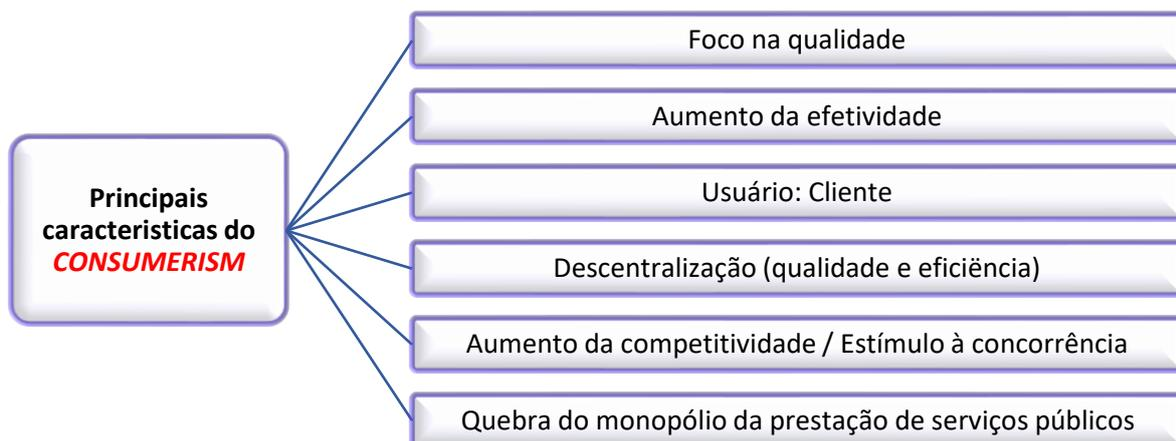 Principais
caracteristicas do
CONSUMERISM
Foco na qualidade
Aumento da efetividade
Usuário: Cliente
Descentralização (qualidade e eficiëncia)
Aumento da competitividade / Estímulo à concorrência
Quebra do monopólio da prestação de serviços públicos